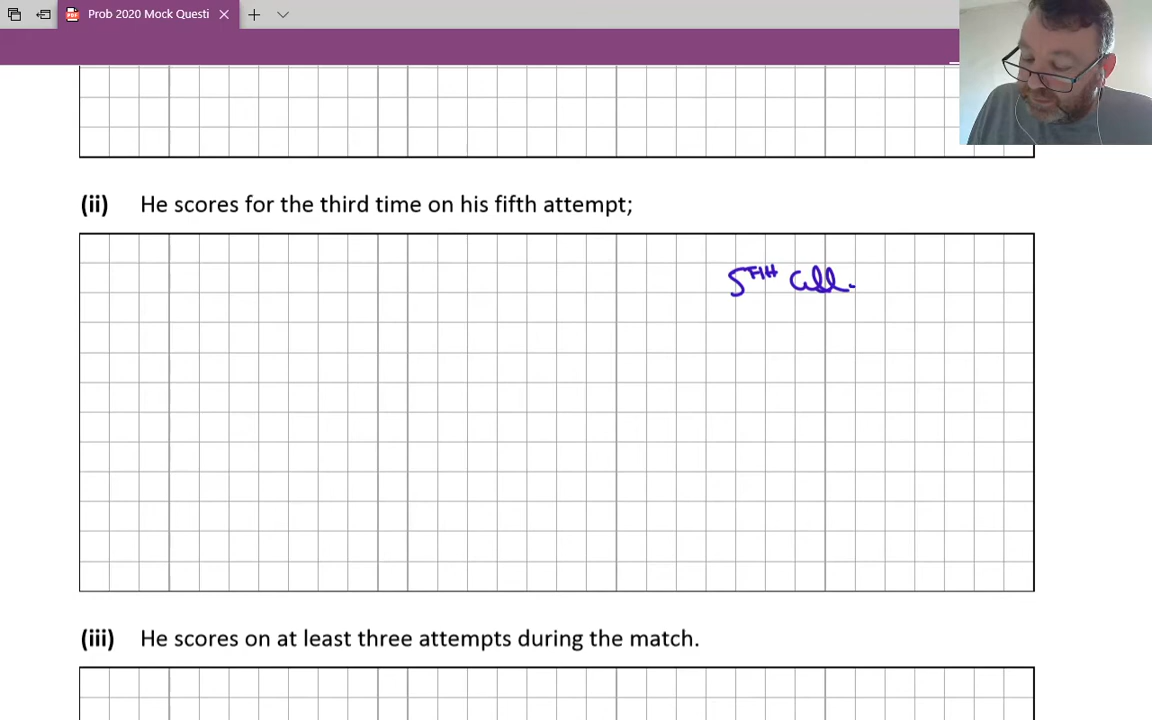 Prob 2020 Mock Questi
(ii) He scores for the third time on his fifth attempt;
5TH
(iii) He scores on at least three attempts during the match.